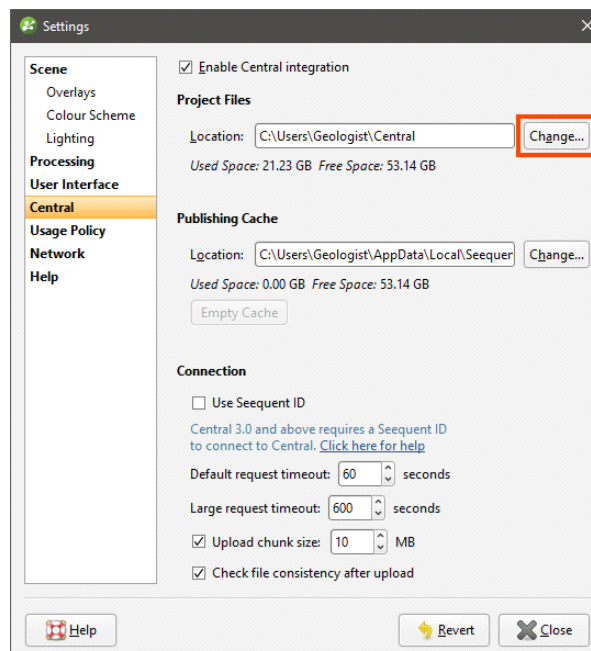 Settings
Scene
Overlays
Colour Scheme
Lighting
Processing
User Interface
Central
Usage Policy
Network
Help
Enable Central integration
Project Files
Location: C:\Users\Geologist\Central Change...
Used Space: 21.23 GB Free Space: 53.14 GB
Publishing Cache
Location: C:\Users\Geologist\AppData\Local\Seequen Change...
Used Space: 0.00 GB Free Space: 53.14 GB
Empty Cache
Connection
Use Seequent ID
Central 3.0 and above requires a Seequent ID
to connect to Central. Click here for help
Default request timeout: 60 seconds
Large request timeout: 600 seconds
Upload chunk size: 10 MB
Check file consistency after upload
Help Revert Close